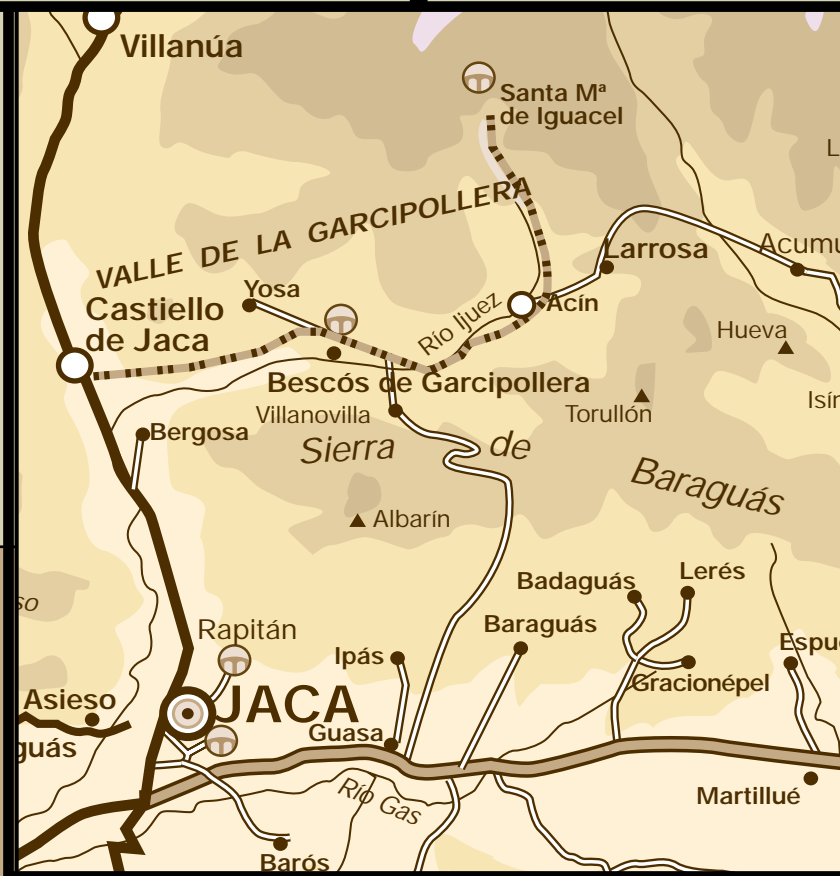 Villanúa
Santa Mª
de Iguacel
L
VALLE DE LA GARCIPOLLERA
Larrosa
Acumu
Yosa
Castiello
de Jaca
Río Ijuez
Acín
Hueva
Bescós de Garcipollera
Villanovilla
Torullón
Isín
Bergosa
Sierra de
Baraguás
Albarín
Badaguás
Lerés
so
Baraguás
Rapitán
Ipás
Espu
Gracionépel
Asieso
JACA
Guasa
guás
Río Gas
Martillué
Barós